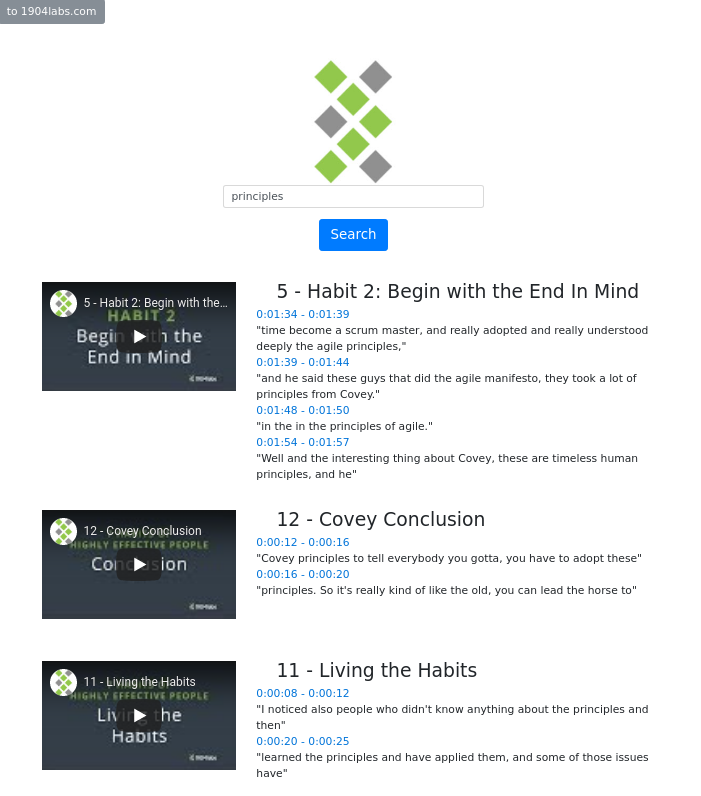 to 1904labs.com
principles
Search
5 - Habit 2: Begin with the...
HABIT 2
Begin with the
End in Mind
1904labs
5 - Habit 2: Begin with the End In Mind
0:01:34 - 0:01:39
"time become a scrum master, and really adopted and really understood
deeply the agile principles,"
0:01:39 - 0:01:44
"and he said these guys that did the agile manifesto, they took a lot of
principles from Covey."
0:01:48 - 0:01:50
"in the in the principles of agile."
0:01:54 - 0:01:57
"Well and the interesting thing about Covey, these are timeless human
principles, and he"
12 - Covey Conclusion
HIGHLY EFFECTIVE PEOPLE
Conclusion
1904labs
12 - Covey Conclusion
0:00:12 - 0:00:16
"Covey principles to tell everybody you gotta, you have to adopt these"
0:00:16 - 0:00:20
"principles. So it's really kind of like the old, you can lead the horse to"
11 - Living the Habits
HIGHLY EFFECTIVE PEOPLE
Living the
Habits
1904labs
11 - Living the Habits
0:00:08 - 0:00:12
"I noticed also people who didn't know anything about the principles and
then"
0:00:20 - 0:00:25
"learned the principles and have applied them, and some of those issues
have"